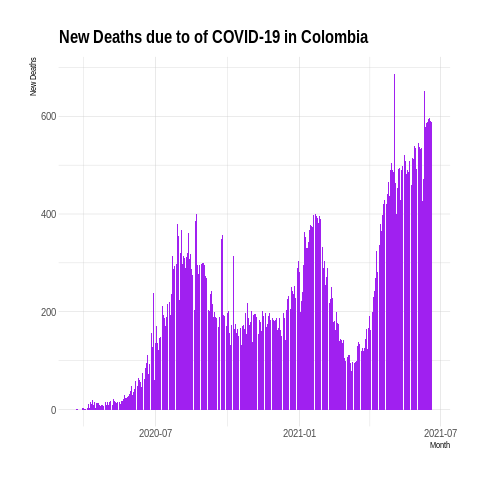 New Deaths due to of COVID-19 in Colombia
New Deaths
600
400
200
0
2020-07
2021-01
2021-07
Month